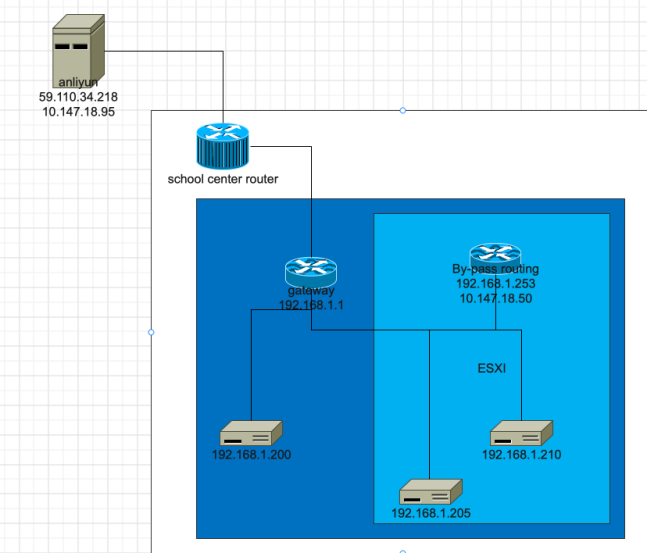 anliyun
59.110.34.218
10.147.18.95
school center router
gateway
192.168.1.1
By-pass routing
192.168.1.253
10.147.18.50
ESXI
192.168.1.200
192.168.1.210
192.168.1.205